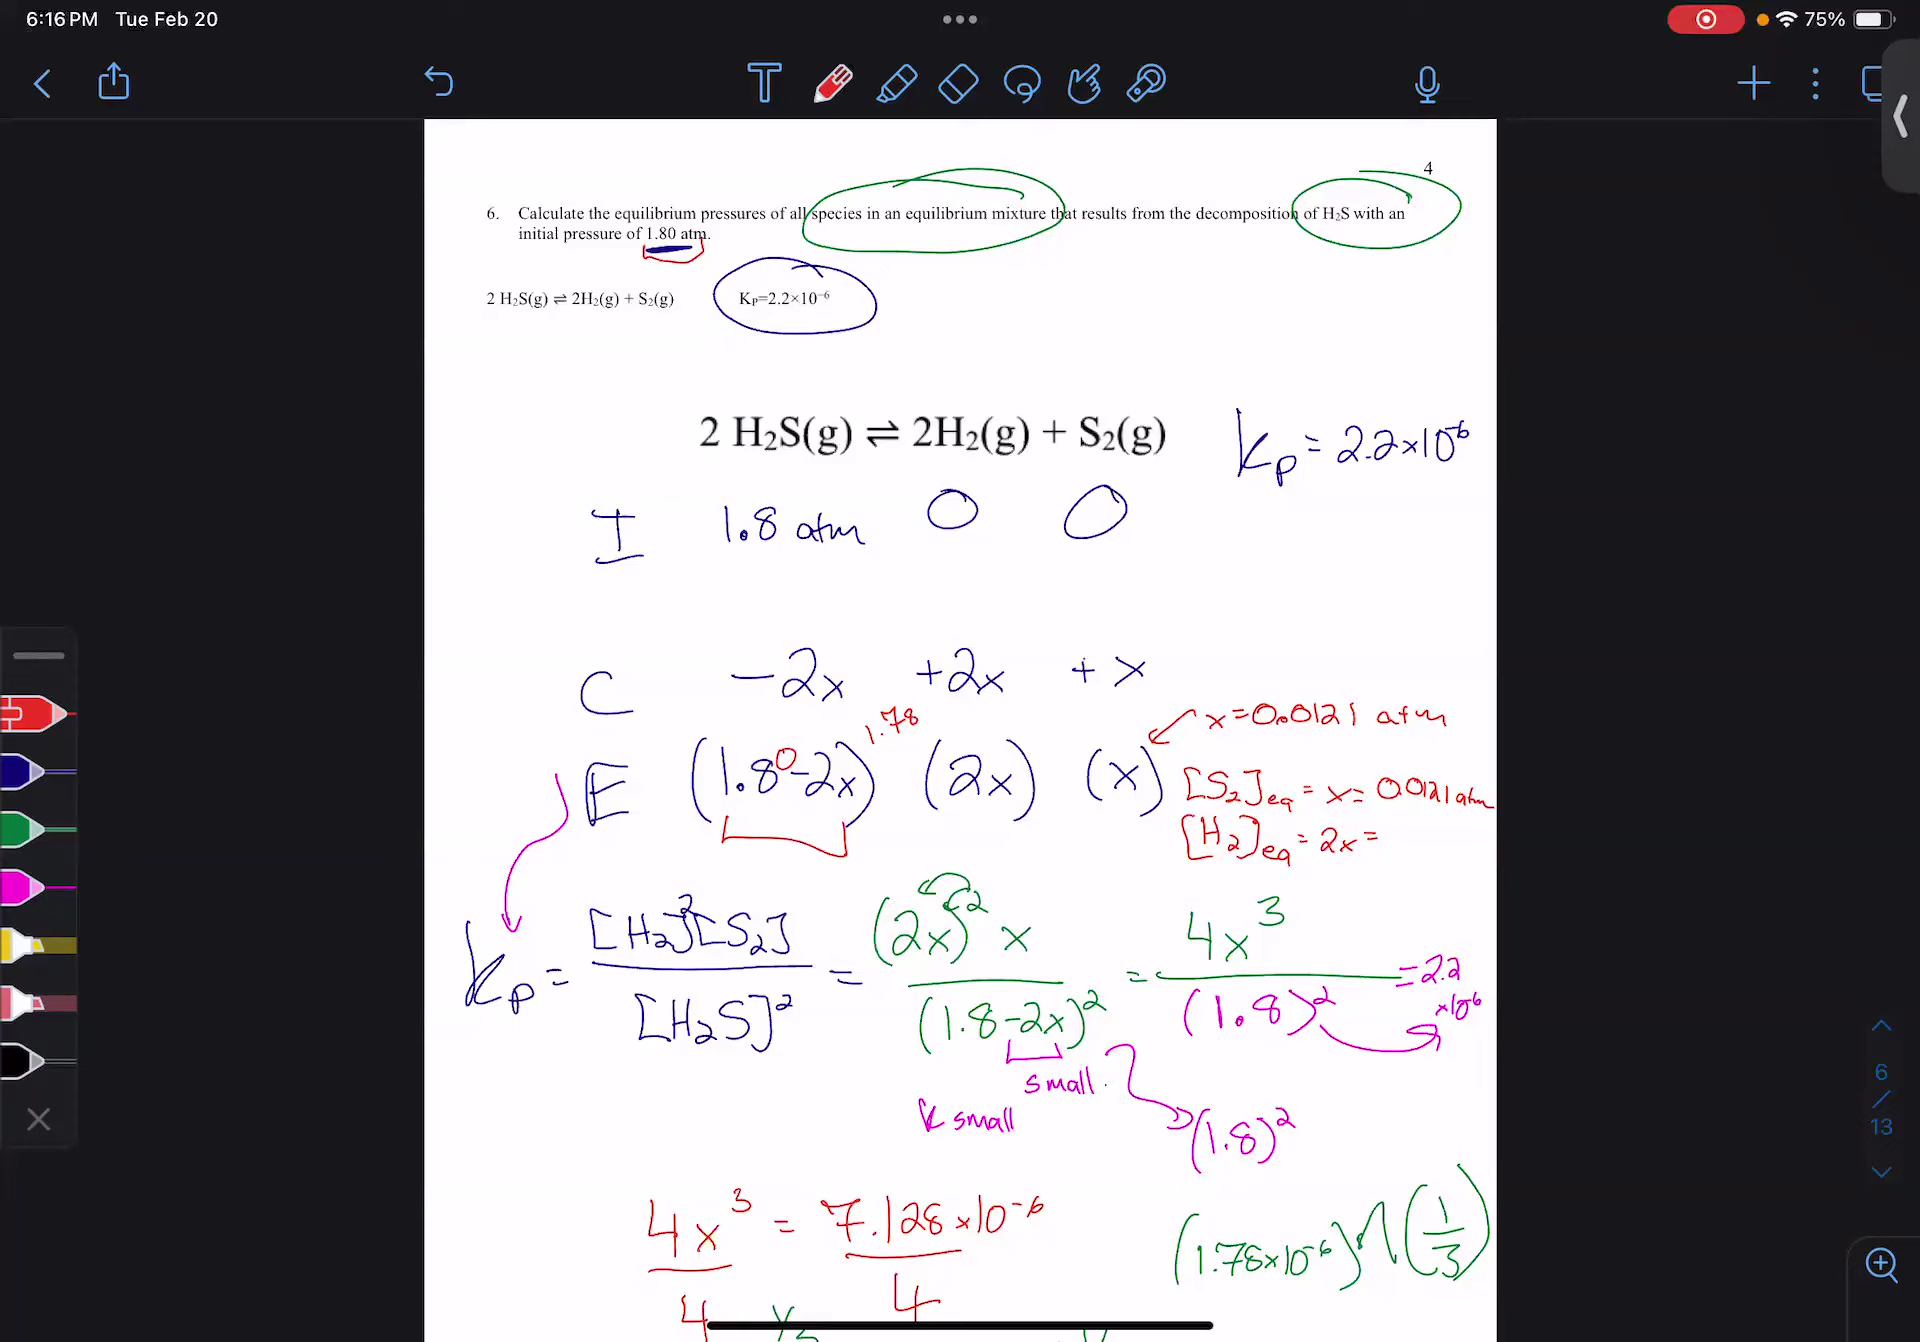 6:16 PM Tue Feb 20
75%
4
6. Calculate the equilibrium pressures of all species in an equilibrium mixture that results from the decomposition of H₂S with an
initial pressure of 1.80 atm.
2 H₂S(g) ⇌ 2H₂(g) + S₂(g) Kₚ=2.2×10⁻⁶
2 H₂S(g) ⇌ 2H₂(g) + S₂(g) Kp = 2.2×10⁻⁶
I 1.8 atm 0 0
C −2x +2x + x
1.78
x = 0.0121 atm
E (1.80−2x) (2x) (x)
[S₂]eq = x = 0.0121 atm
[H₂]eq = 2x =
Kp = [H₂]²[S₂] / [H₂S]² = (2x)² x / (1.8−2x)² = 4x³ / (1.8)² = 2.2 ×10⁻⁶
small
K small
(1.8)²
4x³ / 4 = 7.128×10⁻⁶ / 4
(1.78×10⁻⁶)^(1/3)
6 / 13